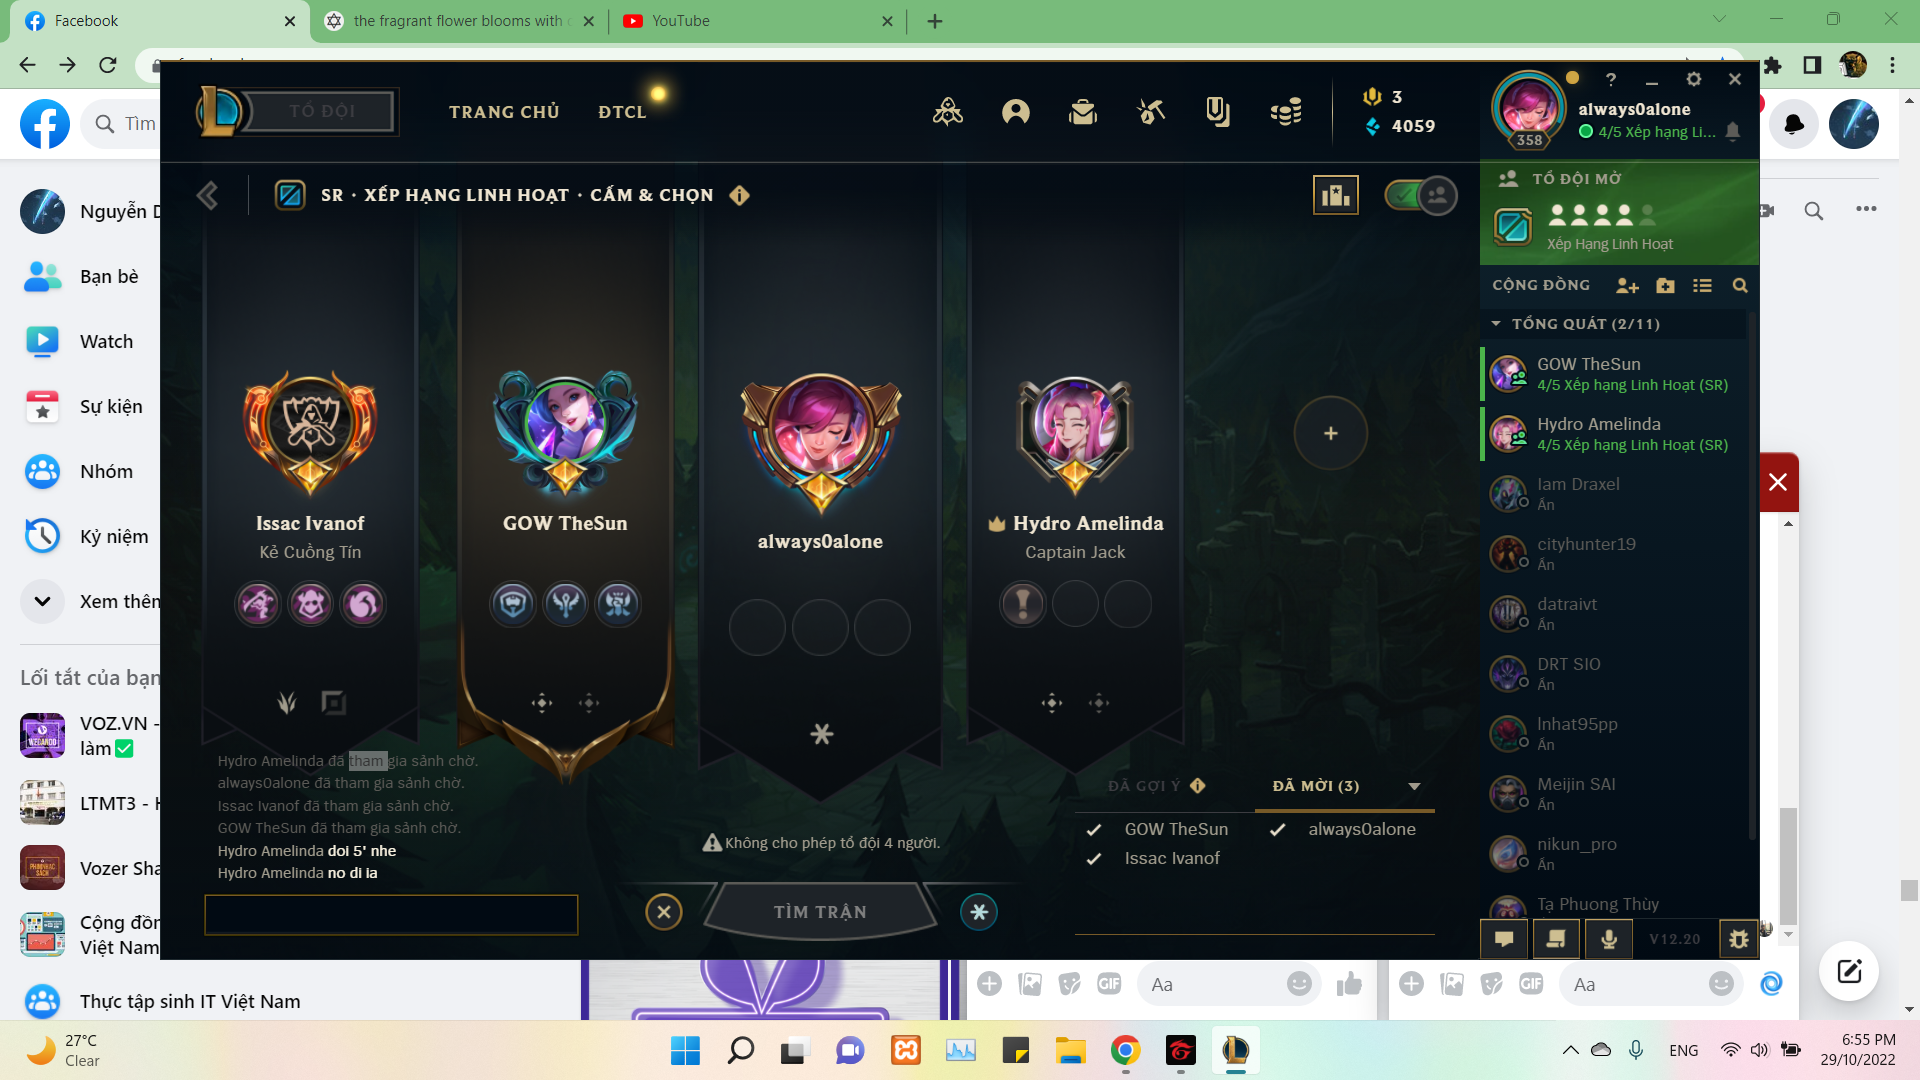 Facebook
the fragrant flower blooms with
YouTube
Tìm
TỔ ĐỘI
TRANG CHỦ
ĐTCL
3
4059
358
always0alone
4/5 Xếp hạng Li...
SR · XẾP HẠNG LINH HOẠT · CẤM & CHỌN
TỔ ĐỘI MỞ
Xếp Hạng Linh Hoạt
CỘNG ĐỒNG
TỔNG QUÁT (2/11)
GOW TheSun
4/5 Xếp hạng Linh Hoạt (SR)
Hydro Amelinda
4/5 Xếp hạng Linh Hoạt (SR)
Iam Draxel
Ẩn
cityhunter19
Ẩn
datraivt
Ẩn
DRT SIO
Ẩn
lnhat95pp
Ẩn
Meijin SAI
Ẩn
nikun_pro
Ẩn
Tạ Phuong Thùy
V12.20
Nguyễn D
Bạn bè
Watch
Sự kiện
Nhóm
Kỷ niệm
Xem thêm
Lối tắt của bạn
VOZ.VN -
làm
LTMT3 - H
Vozer Sha
Cộng đồn
Việt Nam
Thực tập sinh IT Việt Nam
Issac Ivanof
Kẻ Cuồng Tín
GOW TheSun
always0alone
Hydro Amelinda
Captain Jack
Hydro Amelinda đã tham gia sảnh chờ.
always0alone đã tham gia sảnh chờ.
Issac Ivanof đã tham gia sảnh chờ.
GOW TheSun đã tham gia sảnh chờ.
Hydro Amelinda doi 5' nhe
Hydro Amelinda no di ia
Không cho phép tổ đội 4 người.
TÌM TRẬN
ĐÃ GỢI Ý
ĐÃ MỜI (3)
GOW TheSun
always0alone
Issac Ivanof
GIF
Aa
GIF
Aa
27°C
Clear
ENG
6:55 PM
29/10/2022